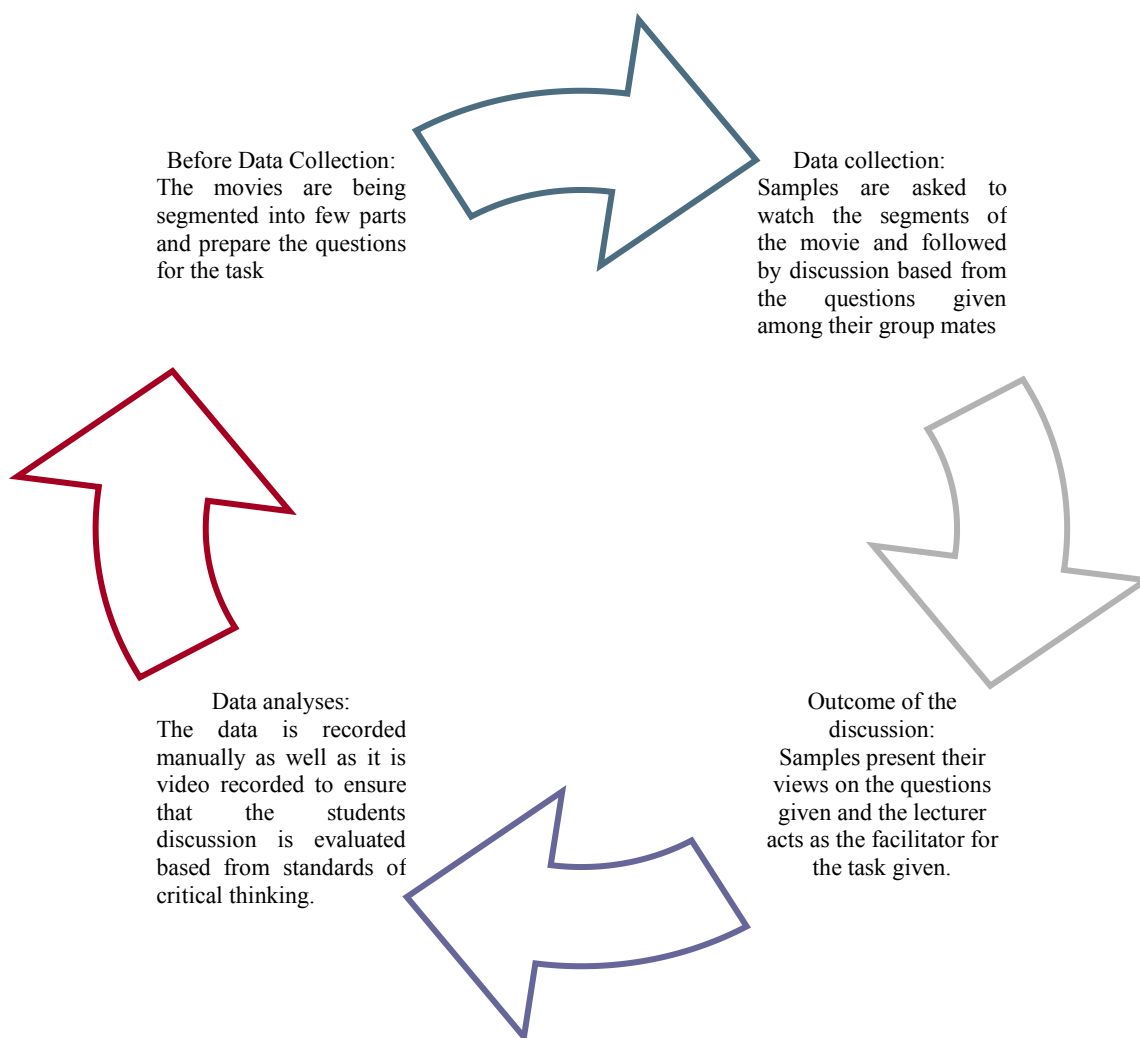 Before Data Collection:
The movies are being
segmented into few parts
and prepare the questions
for the task
Data collection:
Samples are asked to
watch the segments of
the movie and followed
by discussion based from
the questions given
among their group mates
Outcome of the
discussion:
Samples present their
views on the questions
given and the lecturer
acts as the facilitator for
the task given.
Data analyses:
The data is recorded
manually as well as it is
video recorded to ensure
that the students
discussion is evaluated
based from standards of
critical thinking.